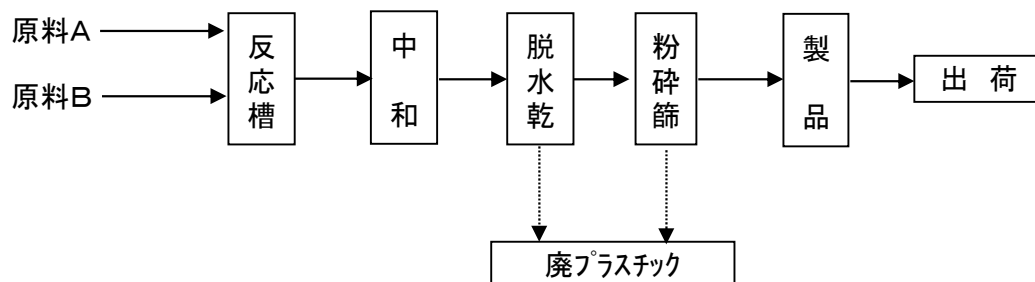 原料A
原料B
反応槽
中和
脱水乾
粉砕篩
製品
出荷
廃プラスチック